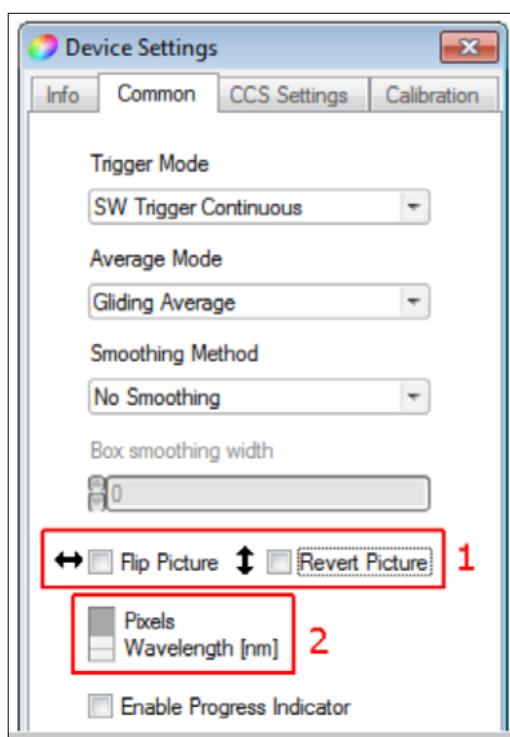 Device Settings
Info Common CCS Settings Calibration
Trigger Mode
SW Trigger Continuous
Average Mode
Gliding Average
Smoothing Method
No Smoothing
Box smoothing width
0
Flip Picture Revert Picture 1
Pixels
Wavelength [nm] 2
Enable Progress Indicator